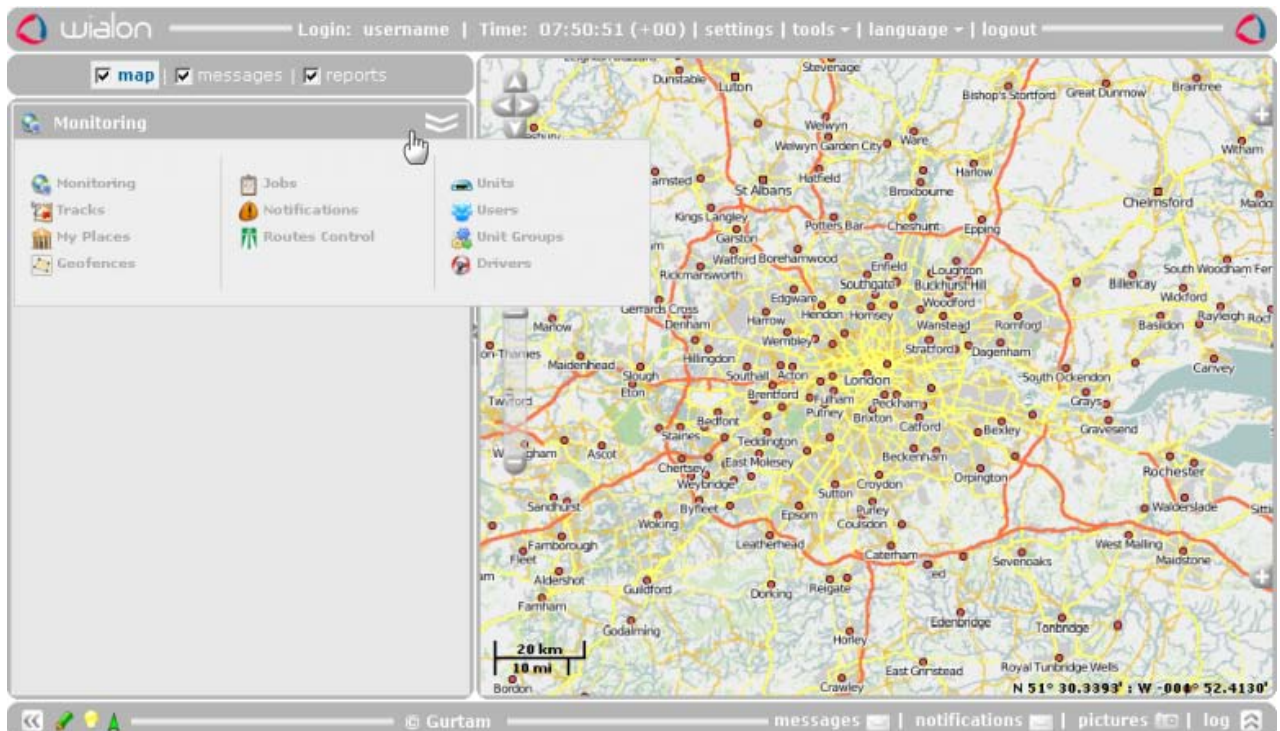 wialon
Login: username | Time: 07:50:51 (+00) | settings | tools | language | logout
map | messages | reports
Monitoring
Monitoring
Tracks
My Places
Geofences
Jobs
Notifications
Routes Control
Units
Users
Unit Groups
Drivers
Dunstable
Luton
Stevenage
Bishop's Stortford
Great Dunmow
Braintree
Welwyn
Welwyn Garden City
Ware
Witham
St Albans
Hatfield
Harlow
Broxbourne
Chelmsford
Kings Langley
Potters Bar
Cheshunt
Epping
Garston
Watford
Borehamwood
Enfield
Loughton
South Woodham Fer
Rickmansworth
Southgate
Buckhurst Hill
Billericay
Wickford
Edgware
Woodford
Gerrards Cross
Harrow
Hendon
Hornsey
Wanstead
Romford
Basildon
Rayleigh
Marlow
Denham
Wembley
Stratford
Dagenham
on-Thames
Maidenhead
Hillingdon
Canvey
Slough
Eton
Southall
Acton
London
South Ockendon
Brentford
Fulham
Peckham
Grays
Putney
Brixton
Bedfont
Catford
Bexley
Gravesend
Staines
Teddington
Ascot
Chertsey
East Molesey
Beckenham
Rochester
Weybridge
Croydon
Orpington
Sutton
Sandhurst
Byfleet
Epsom
Purley
Walderslade
Woking
Coulsdon
Farnborough
Leatherhead
Caterham
West Malling
Fleet
Sevenoaks
Maidstone
Aldershot
Guildford
Dorking
Reigate
Farnham
Godalming
Edenbridge
Tonbridge
Horley
20 km
10 mi
East Grinstead
Royal Tunbridge Wells
Bordon
Crawley
N 51° 30.3393' : W -000° 52.4130'
© Gurtam
messages | notifications | pictures | log